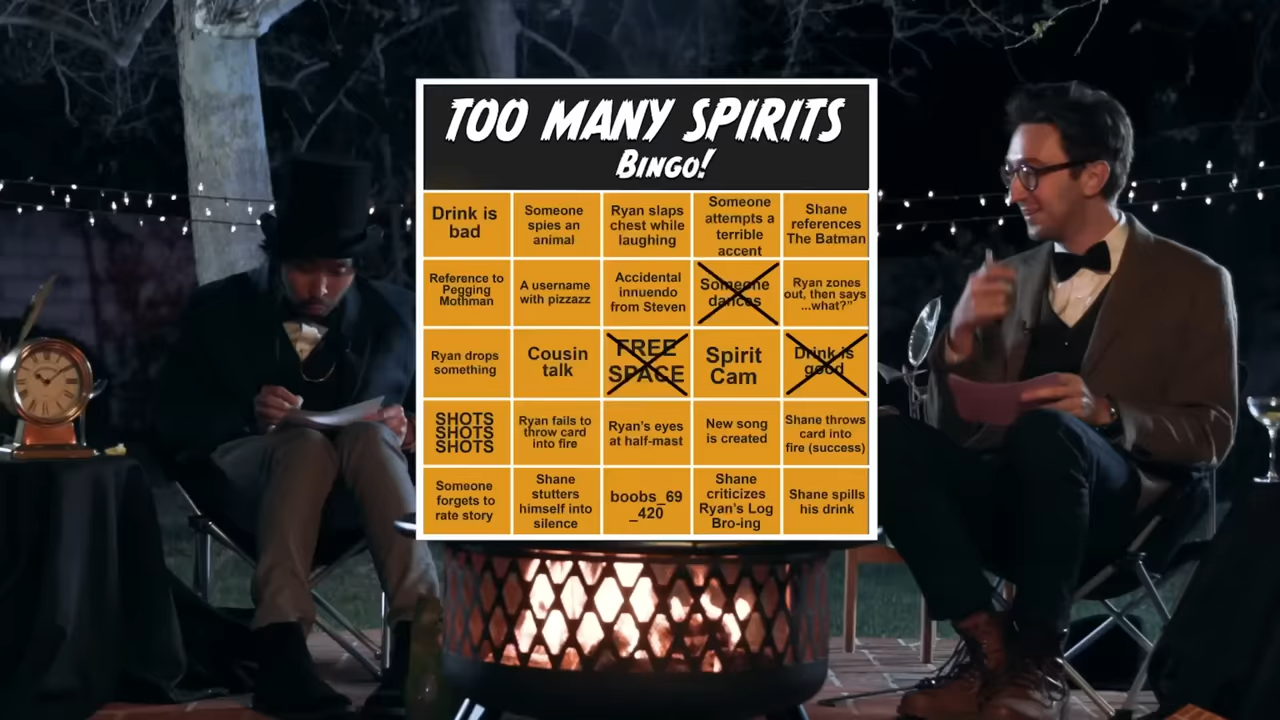 TOO MANY SPIRITS
BINGO!
Drink is
bad
Someone
spies an
animal
Ryan slaps
chest while
laughing
Someone
attempts a
terrible
accent
Shane
references
The Batman
Reference to
Pegging
Mothman
A username
with pizzazz
Accidental
innuendo
from Steven
Someone
dances
Ryan zones
out, then says
...what?"
Ryan drops
something
Cousin
talk
FREE
SPACE
Spirit
Cam
Drink is
good
SHOTS
SHOTS
SHOTS
Ryan fails to
throw card
into fire
Ryan's eyes
at half-mast
New song
is created
Shane throws
card into
fire (success)
Someone
forgets to
rate story
Shane
stutters
himself into
silence
boobs_69
_420
Shane
criticizes
Ryan's Log
Bro-ing
Shane spills
his drink